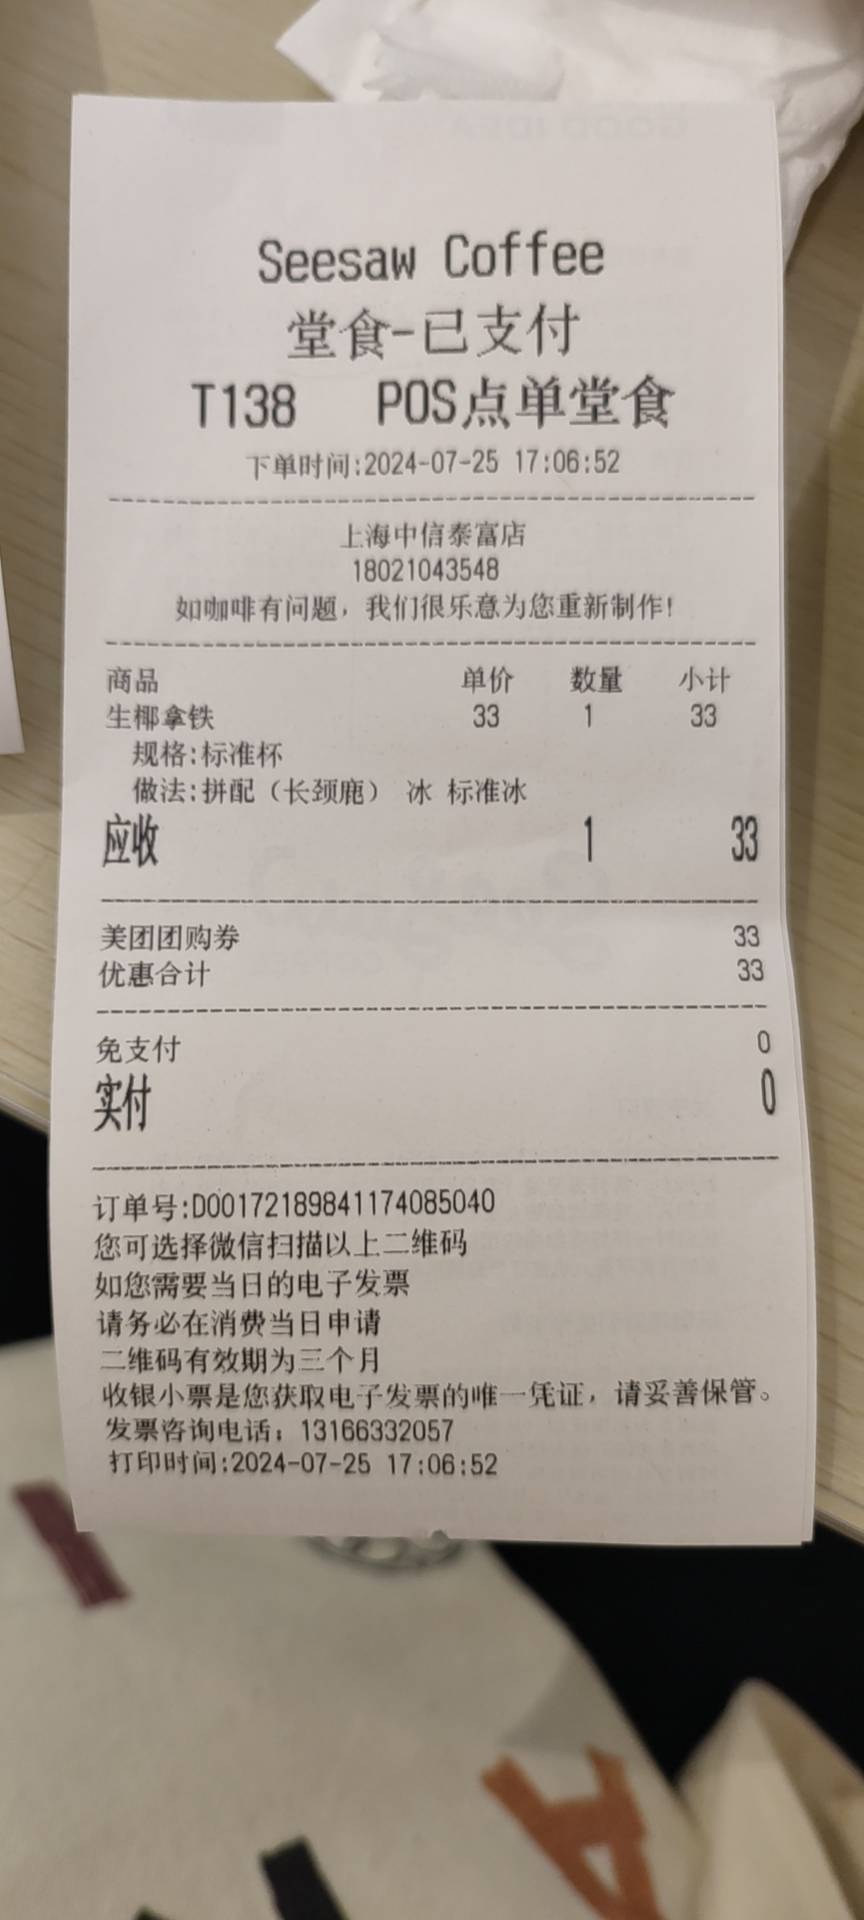 Seesaw Coffee
堂食-已支付
T138 POS点单堂食
下单时间:2024-07-25 17:06:52
上海中信泰富店
18021043548
如咖啡有问题，我们很乐意为您重新制作!
商品 单价 数量 小计
生椰拿铁 33 1 33
规格:标准杯
做法:拼配（长颈鹿） 冰 标准冰
应收 1 33
美团团购券 33
优惠合计 33
免支付 0
实付 0
订单号:D001721898411740850​40
您可选择微信扫描以上二维码
如您需要当日的电子发票
请务必在消费当日申请
二维码有效期为三个月
收银小票是您获取电子发票的唯一凭证，请妥善保管。
发票咨询电话：13166332057
打印时间:2024-07-25 17:06:52